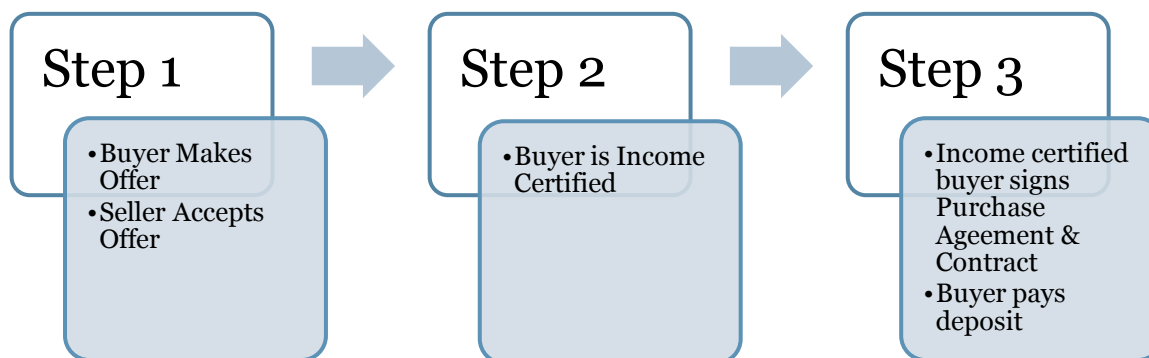 Step 1
•Buyer Makes
Offer
•Seller Accepts
Offer
Step 2
•Buyer is Income
Certified
Step 3
•Income certified
buyer signs
Purchase
Ageement &
Contract
•Buyer pays
deposit